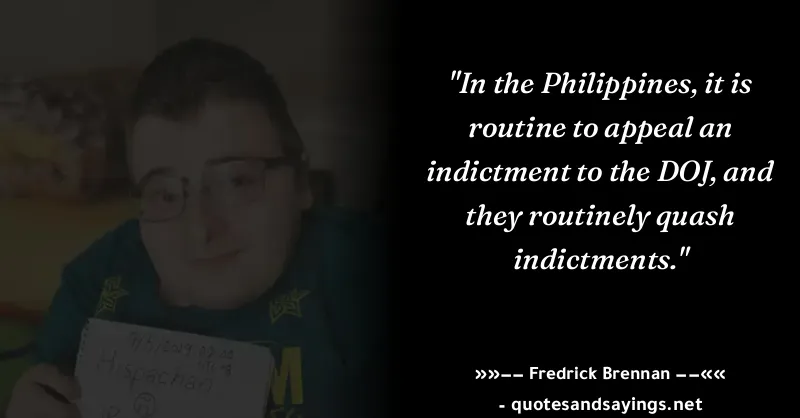 "In the Philippines, it is
routine to appeal an
indictment to the DOJ, and
they routinely quash
indictments."
»»-- Fredrick Brennan --««
- quotesandsayings.net
Hispachan